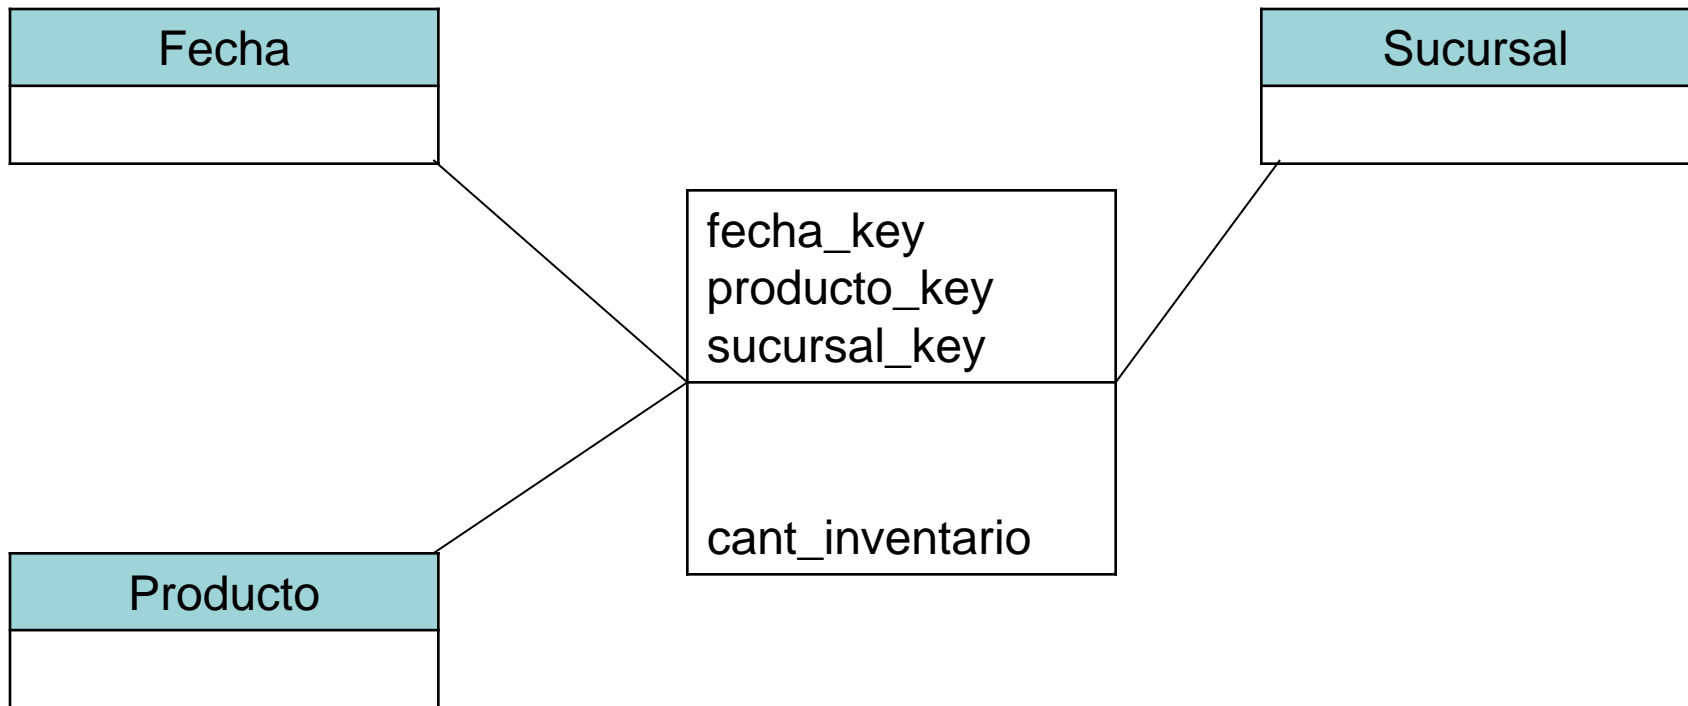 Fecha
Sucursal
fecha_key
producto_key
sucursal_key
cant_inventario
Producto